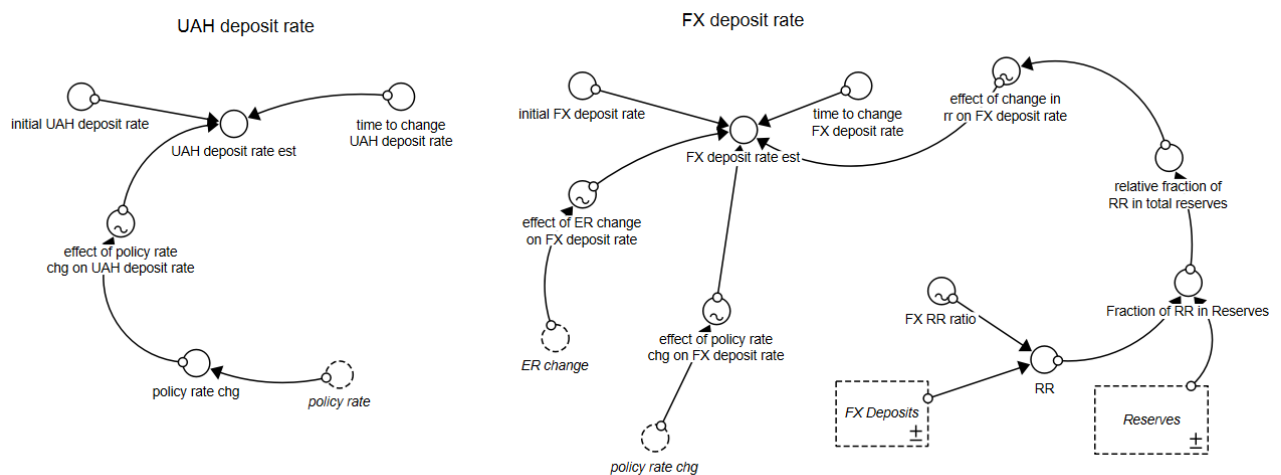 UAH deposit rate
initial UAH deposit rate
time to change
UAH deposit rate
UAH deposit rate est
effect of policy rate
chg on UAH deposit rate
policy rate chg
policy rate
FX deposit rate
initial FX deposit rate
time to change
FX deposit rate
FX deposit rate est
effect of change in
rr on FX deposit rate
relative fraction of
RR in total reserves
effect of ER change
on FX deposit rate
ER change
effect of policy rate
chg on FX deposit rate
policy rate chg
FX RR ratio
Fraction of RR in Reserves
RR
FX Deposits
±
Reserves
±